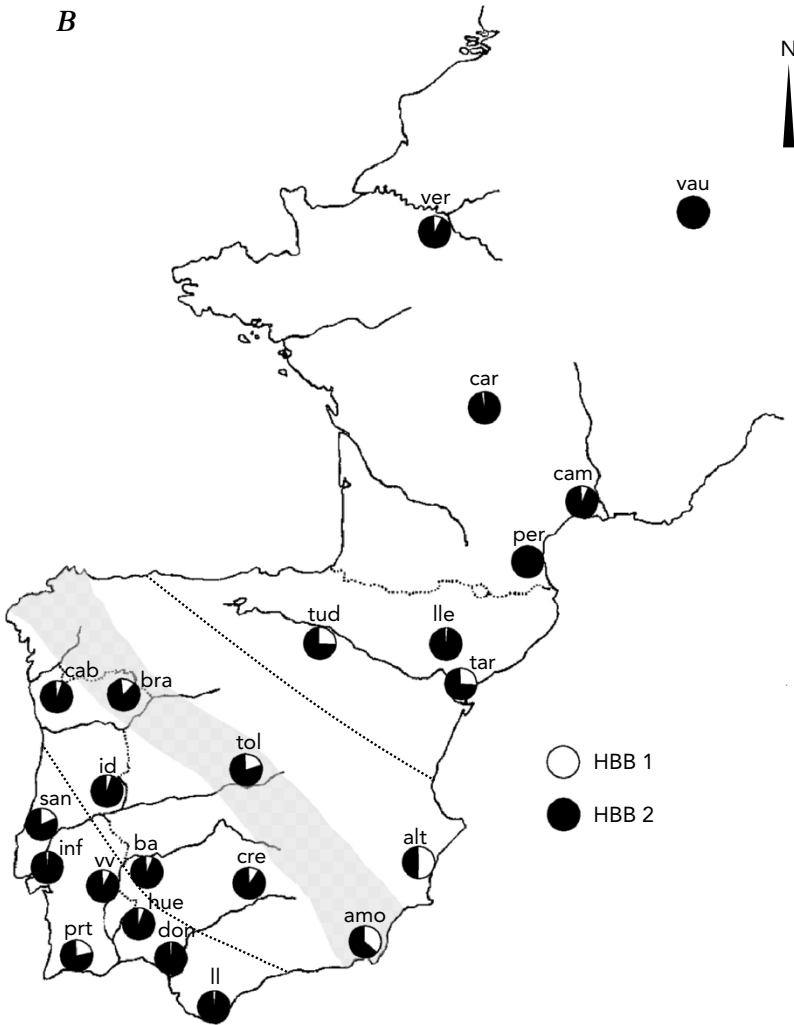 B
N
vau
ver
car
cam
per
tud
lle
tar
cab
bra
tol
id
san
HBB 1
HBB 2
inf
vv
ba
cre
alt
hue
don
prt
amo
ll